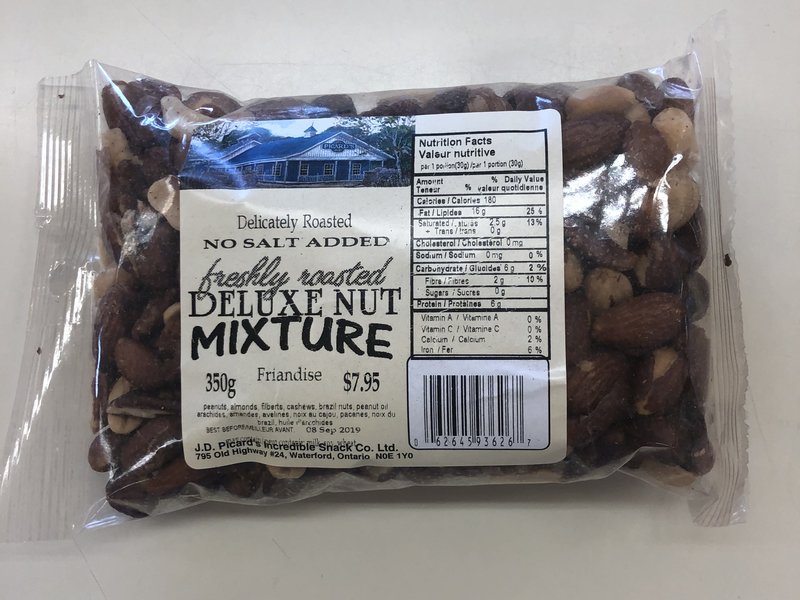 PICARD'S
Delicately Roasted
NO SALT ADDED
freshly roasted
DELUXE NUT
MIXTURE
350g Friandise $7.95
peanuts, almonds, filberts, cashews, brazil nuts, peanut oil
arachides, amandes, avelines, noix au cajou, pacanes, noix du
brazil, huile d'arachides
BEST BEFORE/MEILLEUR AVANT 08 Sep 2019
J.D. Picard's Incredible Snack Co. Ltd.
795 Old Highway #24, Waterford, Ontario N0E 1Y0
Nutrition Facts
Valeur nutritive
per 1 portion(30g) /par 1 portion (30g)
Amount % Daily Value
Teneur % valeur quotidienne
Calories / Calories 180
Fat / Lipides 16 g 25 %
Saturated / saturés 2.5 g 13 %
+ Trans / trans 0 g
Cholesterol / Cholestérol 0 mg
Sodium / Sodium 0 mg 0 %
Carbohydrate / Glucides 6 g 2 %
Fibre / Fibres 2 g 10 %
Sugars / Sucres 0 g
Protein / Protéines 6 g
Vitamin A / Vitamine A 0 %
Vitamin C / Vitamine C 0 %
Calcium / Calcium 2 %
Iron / Fer 6 %
0 62645 93626 7